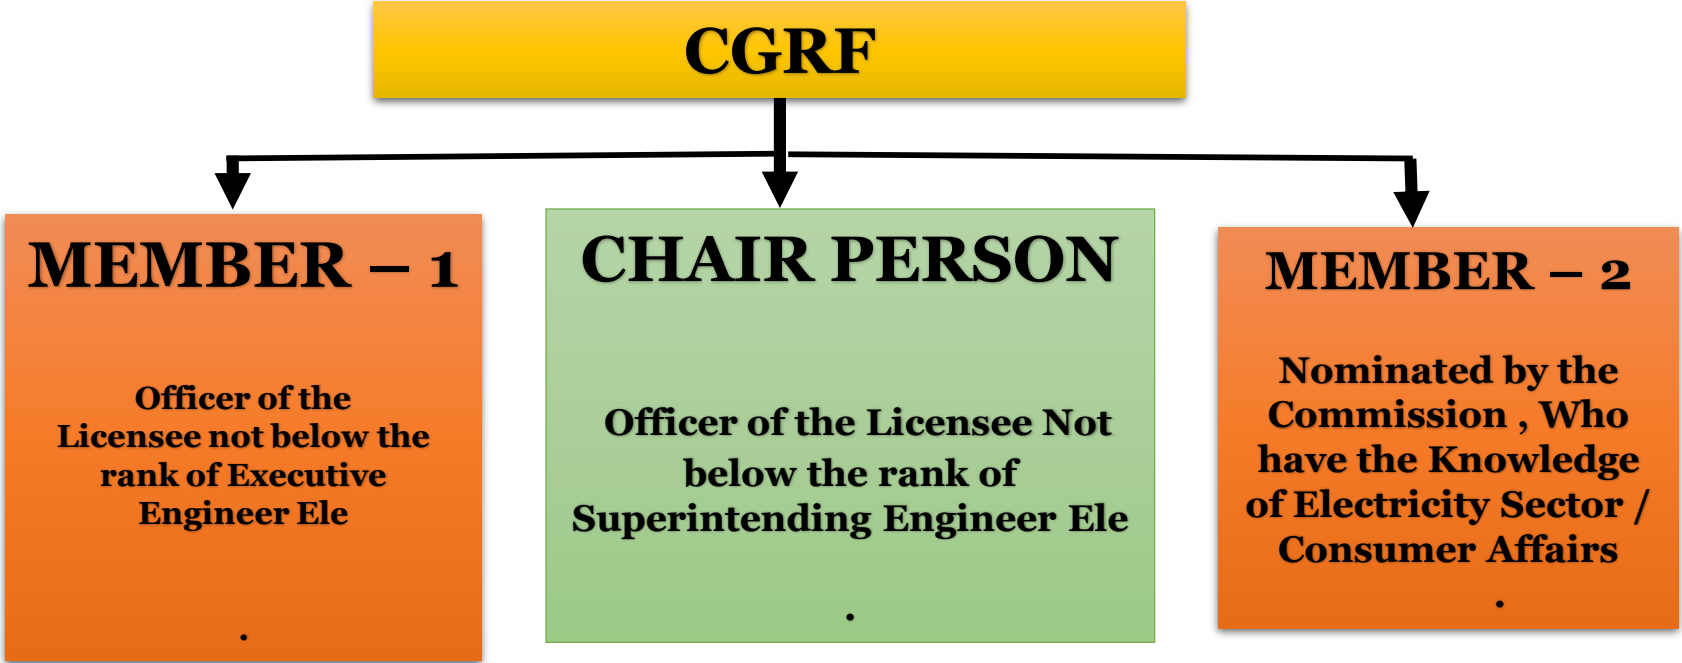 CGRF
MEMBER – 1
Officer of the
Licensee not below the
rank of Executive
Engineer Ele
.
CHAIR PERSON
Officer of the Licensee Not
below the rank of
Superintending Engineer Ele
.
MEMBER – 2
Nominated by the
Commission , Who
have the Knowledge
of Electricity Sector /
Consumer Affairs
.